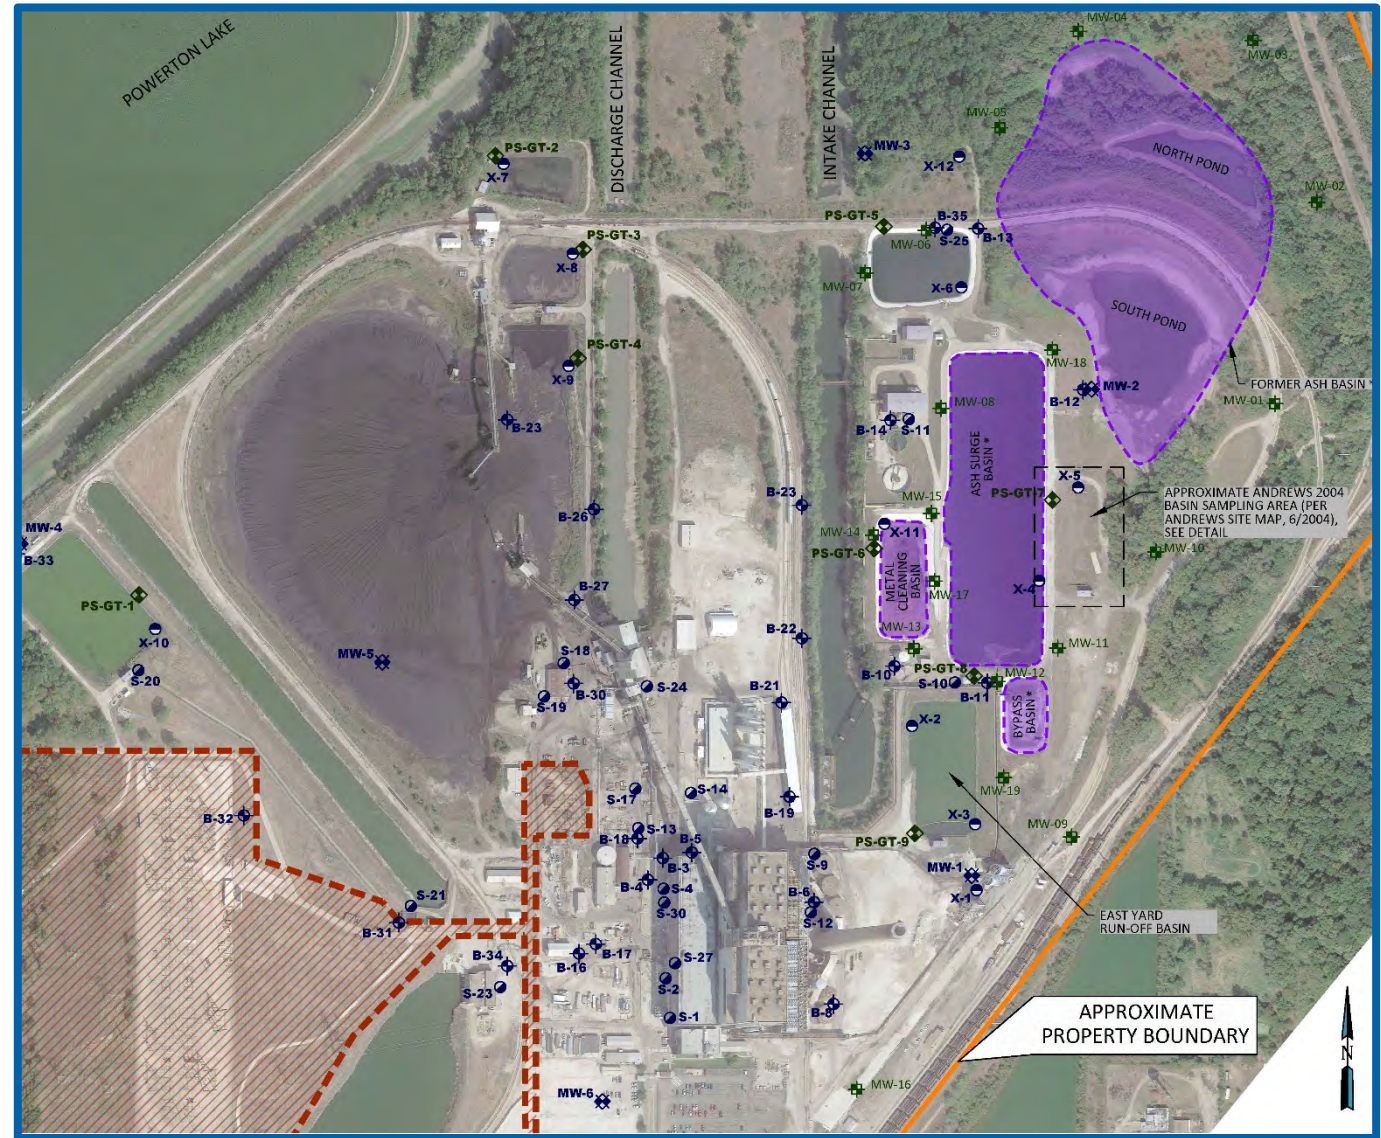 POWERTON LAKE
DISCHARGE CHANNEL
INTAKE CHANNEL
MW-04
MW-03
MW-05
NORTH POND
PS-GT-2
X-7
MW-3
X-12
MW-02
PS-GT-5
B-35
MW-06
S-25
B-13
PS-GT-3
X-8
MW-07
X-6
SOUTH POND
PS-GT-4
X-9
MW-18
FORMER ASH BASIN *
B-12
MW-2
MW-01
MW-08
B-23
B-14
S-11
ASH SURGE
BASIN *
X-5
PS-GT-7
APPROXIMATE ANDREWS 2004
BASIN SAMPLING AREA (PER
ANDREWS SITE MAP, 6/2004),
SEE DETAIL
B-26
B-23
MW-15
X-11
MW-14
PS-GT-6
MW-10
MW-4
B-33
METAL
CLEANING
BASIN
MW-17
X-4
PS-GT-1
B-27
X-10
B-22
MW-13
MW-11
MW-5
S-18
S-20
B-10
PS-GT-8
S-10
B-11
MW-12
S-19
B-30
S-24
B-21
X-2
BYPASS
BASIN *
S-17
S-14
B-19
MW-19
B-32
S-13
B-18
B-5
B-3
X-3
PS-GT-9
MW-09
S-9
B-4
S-4
S-30
MW-1
X-1
B-6
S-12
S-21
B-31
EAST YARD
RUN-OFF BASIN
B-17
B-16
B-34
S-23
S-27
S-2
S-1
B-8
APPROXIMATE
PROPERTY BOUNDARY
MW-6
MW-16
N